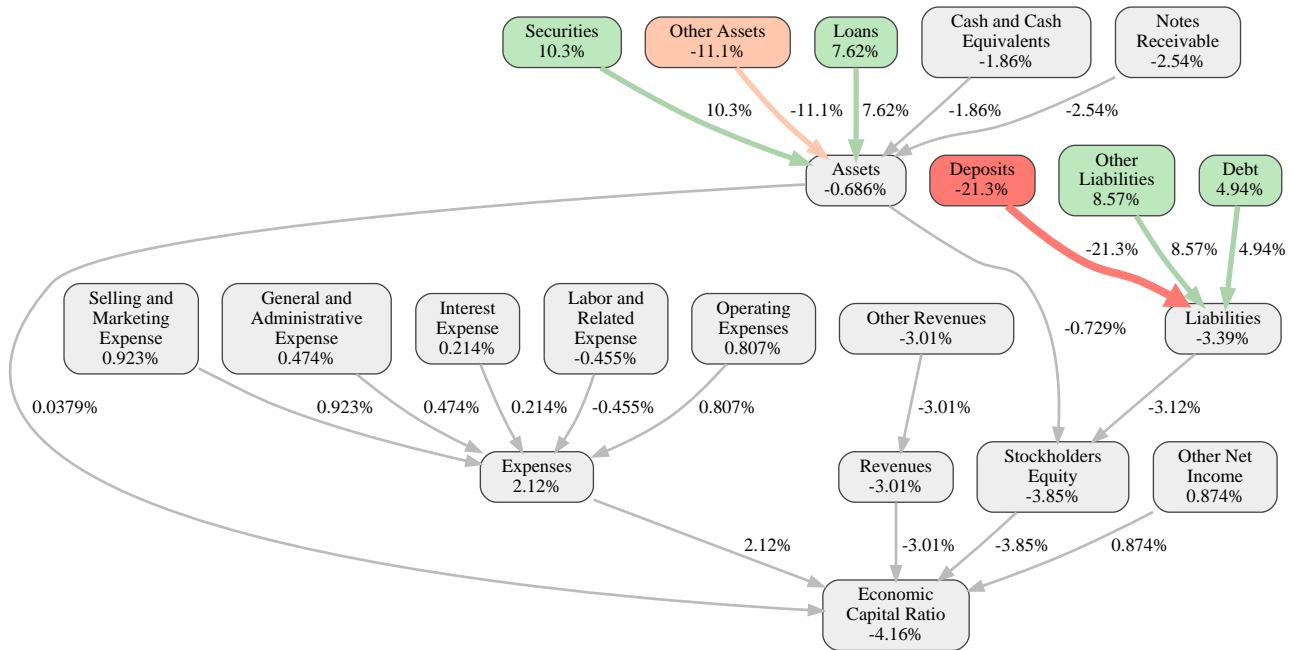 Securities
10.3%
Other Assets
-11.1%
Loans
7.62%
Cash and Cash
Equivalents
-1.86%
Notes
Receivable
-2.54%
10.3%
-11.1%
7.62%
-1.86%
-2.54%
Assets
-0.686%
Deposits
-21.3%
Other
Liabilities
8.57%
Debt
4.94%
-21.3%
8.57%
4.94%
Selling and
Marketing
Expense
0.923%
General and
Administrative
Expense
0.474%
Interest
Expense
0.214%
Labor and
Related
Expense
-0.455%
Operating
Expenses
0.807%
Other Revenues
-3.01%
-0.729%
Liabilities
-3.39%
0.0379%
0.923%
0.474%
0.214%
-0.455%
0.807%
-3.01%
-3.12%
Expenses
2.12%
Revenues
-3.01%
Stockholders
Equity
-3.85%
Other Net
Income
0.874%
2.12%
-3.01%
-3.85%
0.874%
Economic
Capital Ratio
-4.16%